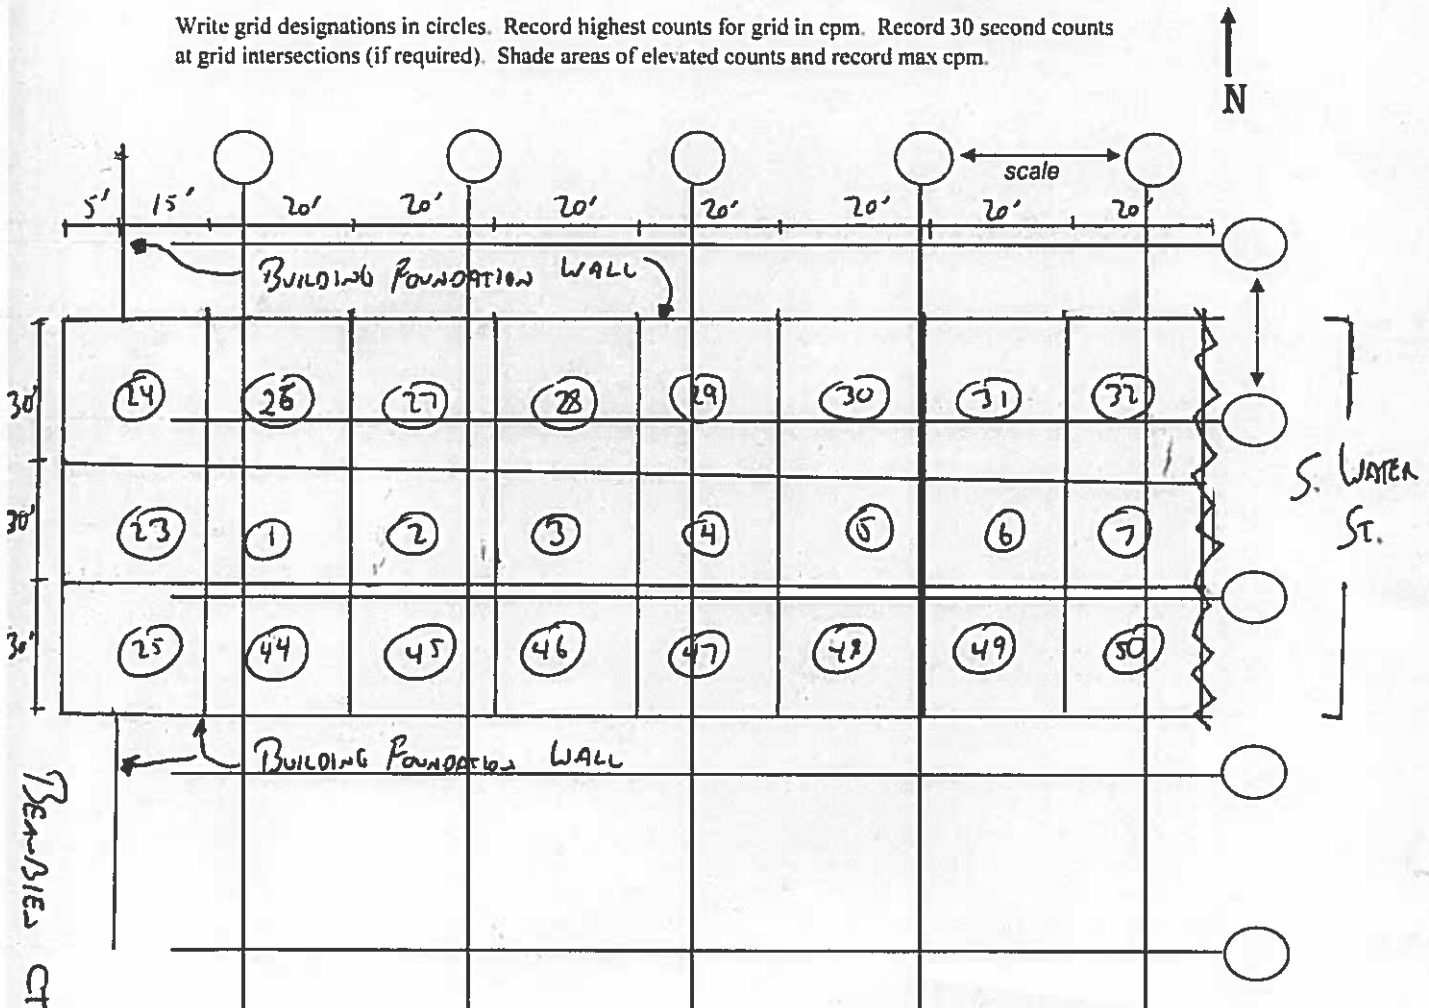 Write grid designations in circles. Record highest counts for grid in cpm. Record 30 second counts
at grid intersections (if required). Shade areas of elevated counts and record max cpm.
N
scale
5' 15' 20' 20' 20' 20' 20' 20' 20'
BUILDING FOUNDATION WALL
30' 24 26 27 28 29 30 31 32
S. WATER
ST.
30' 23 1 2 3 4 5 6 7
30' 25 44 45 46 47 48 49 50
BUILDING FOUNDATION WALL
CT